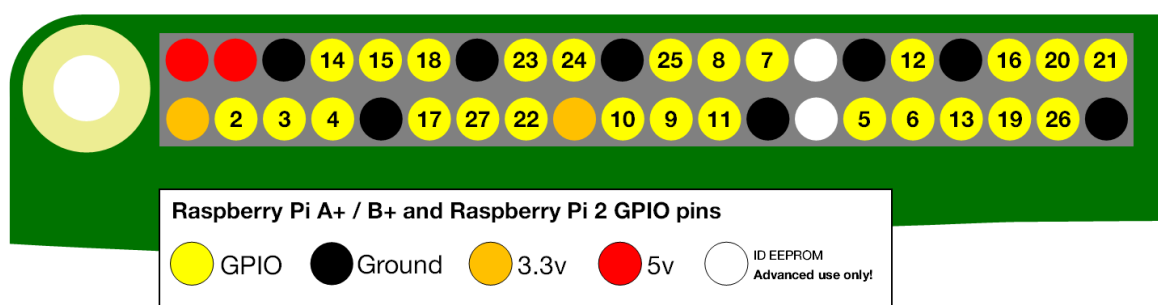 14 15 18 23 24 25 8 7 12 16 20 21
2 3 4 17 27 22 10 9 11 5 6 13 19 26
Raspberry Pi A+ / B+ and Raspberry Pi 2 GPIO pins
GPIO Ground 3.3v 5v ID EEPROM
Advanced use only!